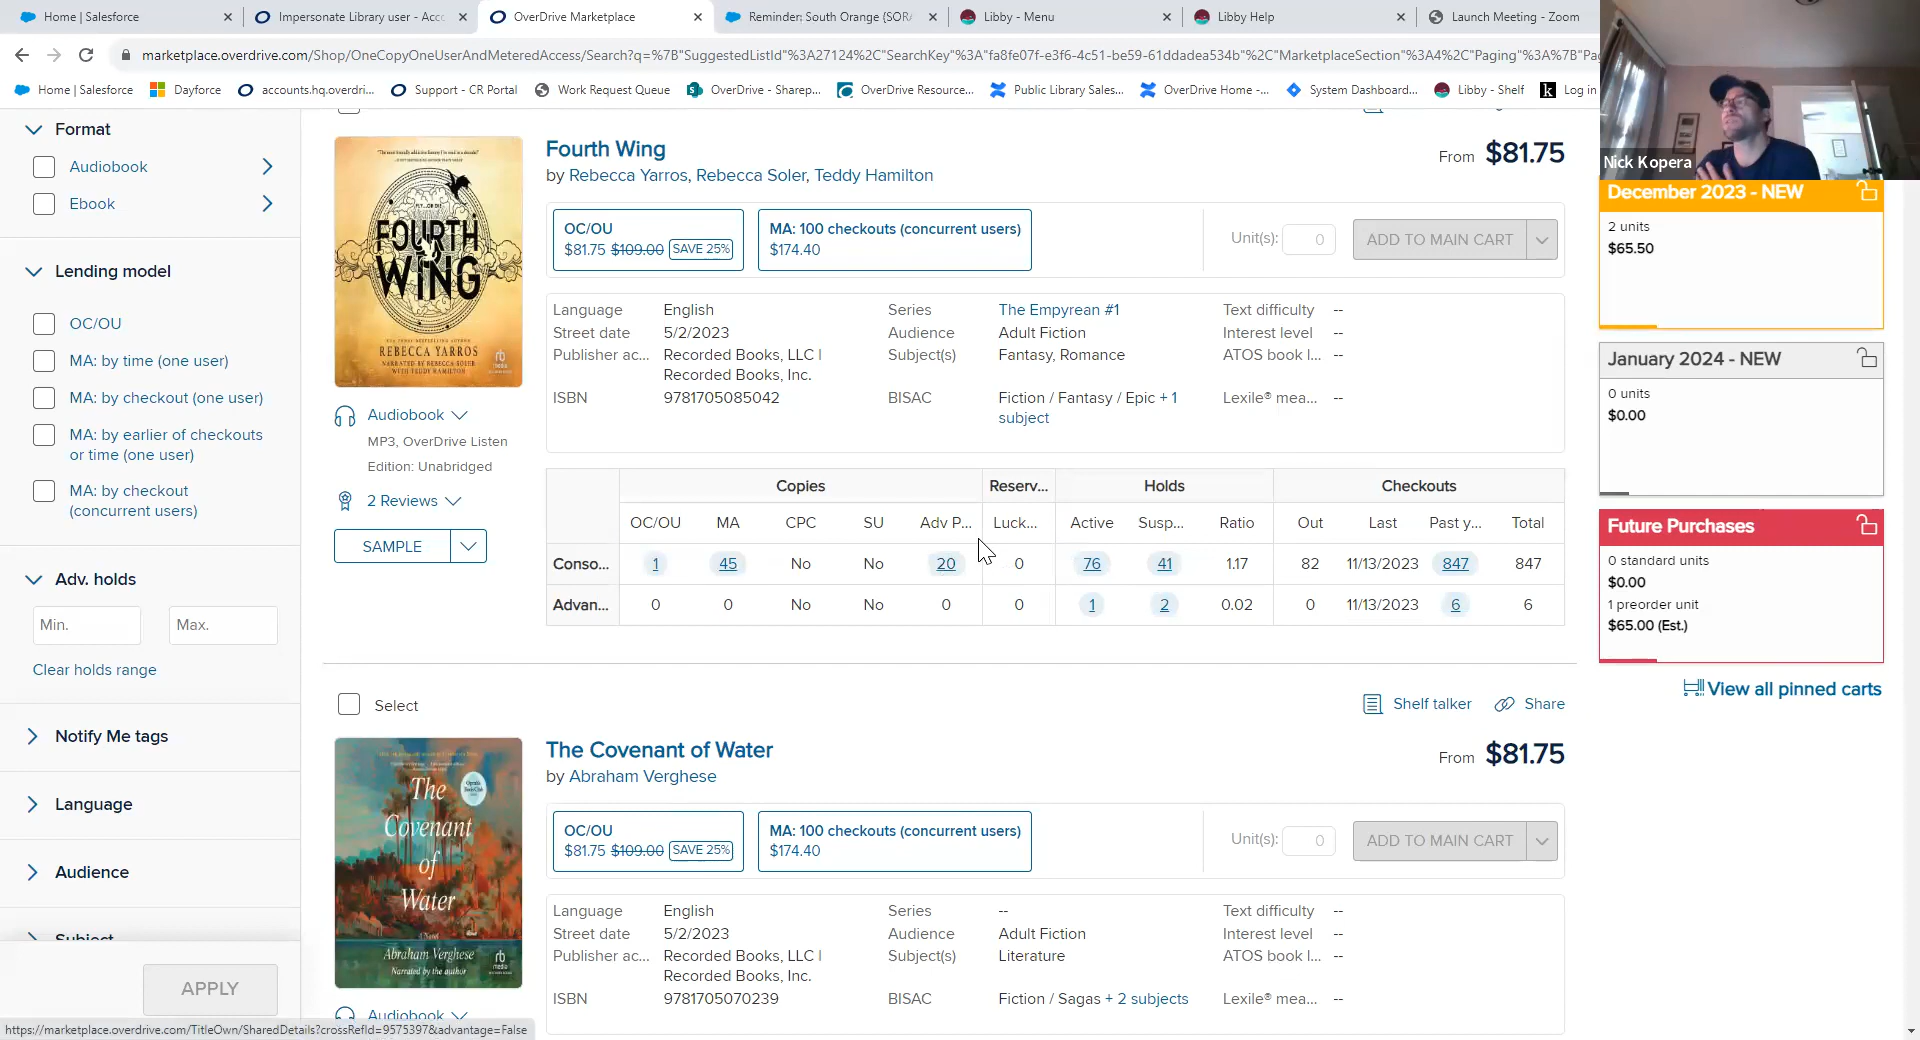 Home | Salesforce
Impersonate Library user - Acc
OverDrive Marketplace
Reminder: South Orange {SORA
Libby - Menu
Libby Help
Launch Meeting - Zoom
marketplace.overdrive.com/Shop/OneCopyOneUserAndMeteredAccess/Search?q=%7B"SuggestedListId"%3A27124%2C"SearchKey"%3A"fa8fe07f-e3f6-4c51-be59-61ddadea534b"%2C"MarketplaceSection"%3A4%2C"Paging"%3A%7B"Pa
Home | Salesforce
Dayforce
accounts.hq.overdri...
Support - CR Portal
Work Request Queue
OverDrive - Sharep...
OverDrive Resource...
Public Library Sales...
OverDrive Home -...
System Dashboard...
Libby - Shelf
Log in
Nick Kopera
Format
Audiobook
Ebook
Lending model
OC/OU
MA: by time (one user)
MA: by checkout (one user)
MA: by earlier of checkouts
or time (one user)
MA: by checkout
(concurrent users)
Adv. holds
Min.
Max.
Clear holds range
Notify Me tags
Language
Audience
Subject
APPLY
https://marketplace.overdrive.com/TitleOwn/SharedDetails?crossRefId=9575397&advantage=False
FOURTH
WING
REBECCA YARROS
NARRATED BY REBECCA SOLER
WITH TEDDY HAMILTON
rb
media
Audiobook
MP3, OverDrive Listen
Edition: Unabridged
2 Reviews
SAMPLE
Fourth Wing
by Rebecca Yarros, Rebecca Soler, Teddy Hamilton
From $81.75
OC/OU
$81.75 $109.00 SAVE 25%
MA: 100 checkouts (concurrent users)
$174.40
Unit(s): 0
ADD TO MAIN CART
Language English Series The Empyrean #1 Text difficulty --
Street date 5/2/2023 Audience Adult Fiction Interest level --
Publisher ac... Recorded Books, LLC | Subject(s) Fantasy, Romance ATOS book l... --
Recorded Books, Inc.
ISBN 9781705085042 BISAC Fiction / Fantasy / Epic + 1 Lexile® mea... --
subject
Copies Reserv... Holds Checkouts
OC/OU MA CPC SU Adv P... Luck... Active Susp... Ratio Out Last Past y... Total
Conso... 1 45 No No 20 0 76 41 1.17 82 11/13/2023 847 847
Advan... 0 0 No No 0 0 1 2 0.02 0 11/13/2023 6 6
Select
Shelf talker
Share
The
Covenant
of
Water
A Novel
Abraham Verghese
Narrated by the author
rb
media
Audiobook
The Covenant of Water
by Abraham Verghese
From $81.75
OC/OU
$81.75 $109.00 SAVE 25%
MA: 100 checkouts (concurrent users)
$174.40
Unit(s): 0
ADD TO MAIN CART
Language English Series -- Text difficulty --
Street date 5/2/2023 Audience Adult Fiction Interest level --
Publisher ac... Recorded Books, LLC | Subject(s) Literature ATOS book l... --
Recorded Books, Inc.
ISBN 9781705070239 BISAC Fiction / Sagas + 2 subjects Lexile® mea... --
December 2023 - NEW
2 units
$65.50
January 2024 - NEW
0 units
$0.00
Future Purchases
0 standard units
$0.00
1 preorder unit
$65.00 (Est.)
View all pinned carts